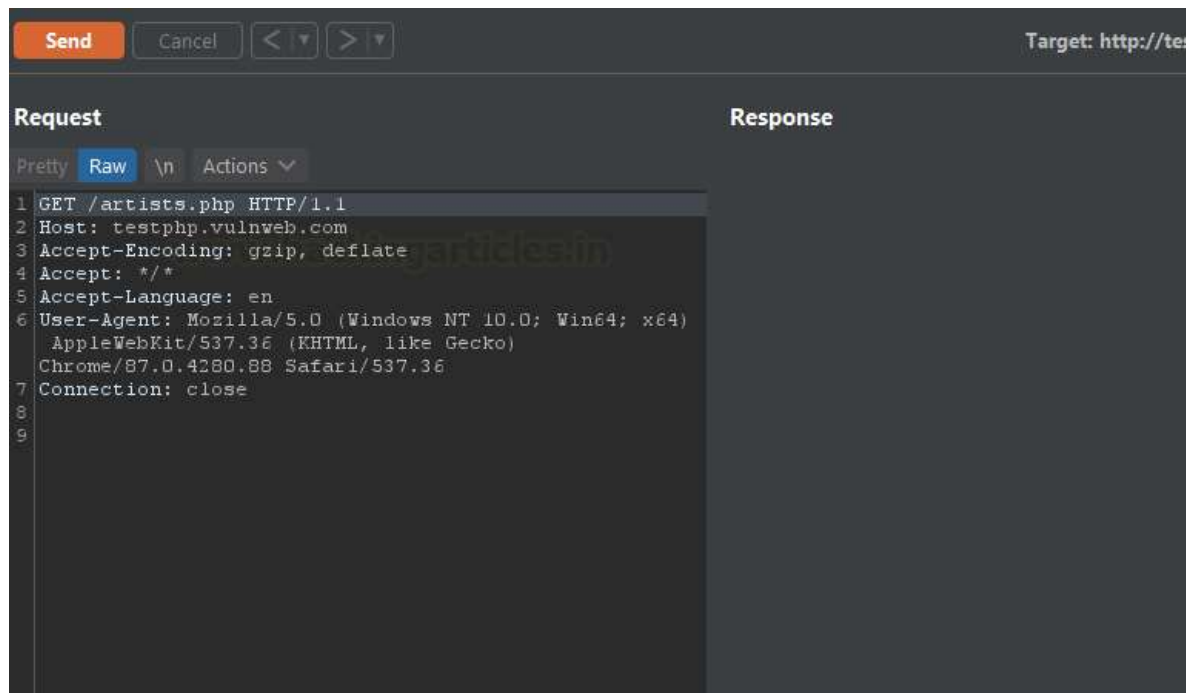 Send Cancel < > Target: http://tes
Request Response
Pretty Raw \n Actions
1 GET /artists.php HTTP/1.1
2 Host: testphp.vulnweb.com
3 Accept-Encoding: gzip, deflate
4 Accept: */*
5 Accept-Language: en
6 User-Agent: Mozilla/5.0 (Windows NT 10.0; Win64; x64)
AppleWebKit/537.36 (KHTML, like Gecko)
Chrome/87.0.4280.88 Safari/537.36
7 Connection: close
8
9